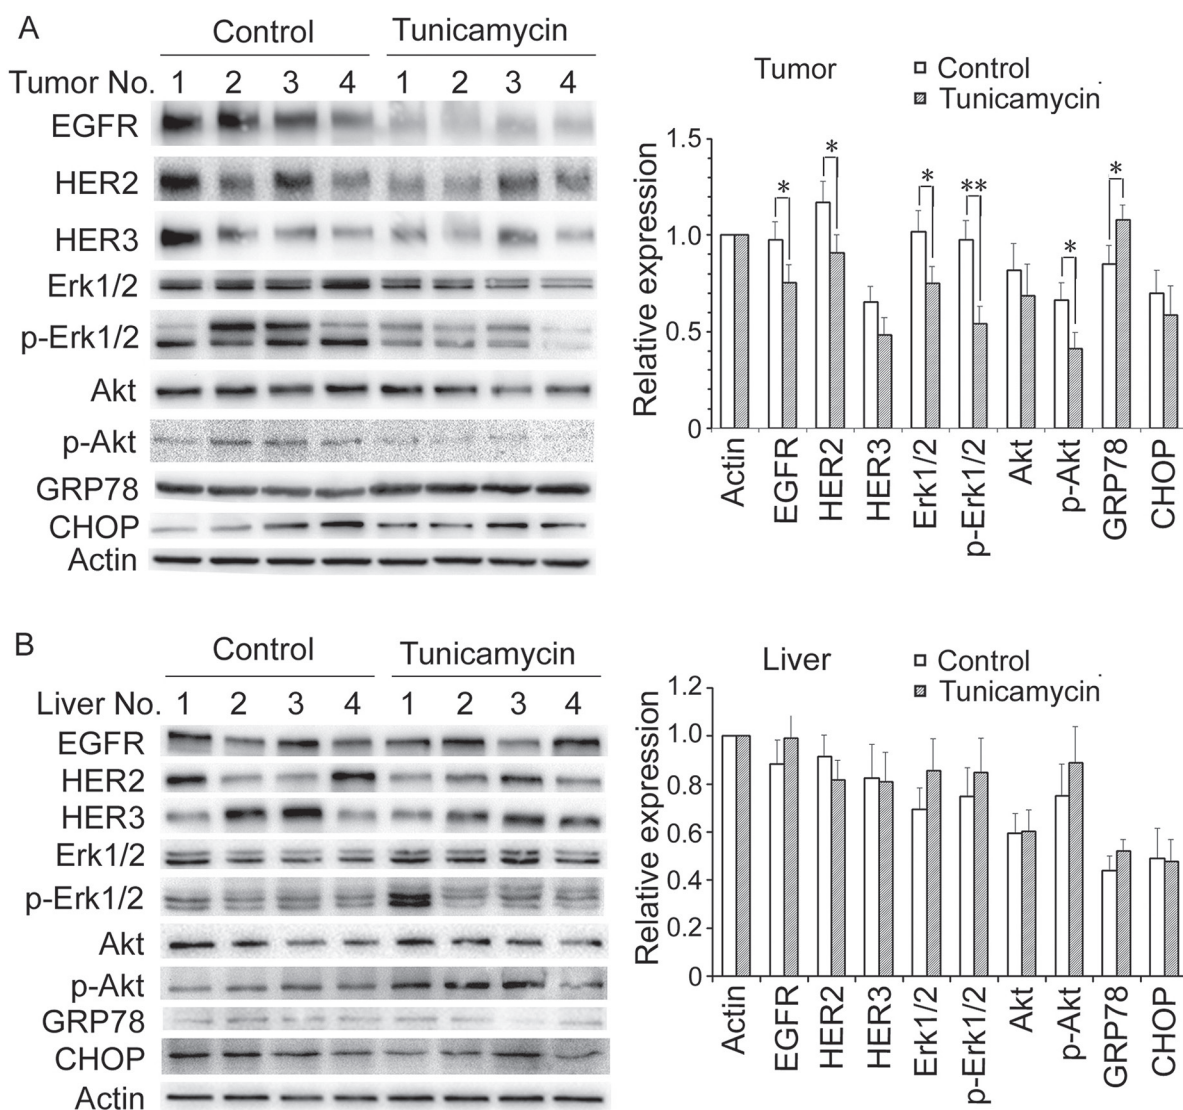 A
Control Tunicamycin
Tumor No. 1 2 3 4 1 2 3 4
EGFR
HER2
HER3
Erk1/2
p-Erk1/2
Akt
p-Akt
GRP78
CHOP
Actin
Tumor
Control
Tunicamycin
Relative expression
1.5
1.0
0.5
0
* * * ** * *
Actin EGFR HER2 HER3 Erk1/2 p-Erk1/2 Akt p-Akt GRP78 CHOP
B
Control Tunicamycin
Liver No. 1 2 3 4 1 2 3 4
EGFR
HER2
HER3
Erk1/2
p-Erk1/2
Akt
p-Akt
GRP78
CHOP
Actin
Liver
Control
Tunicamycin
Relative expression
1.2
1.0
0.8
0.6
0.4
0.2
0
Actin EGFR HER2 HER3 Erk1/2 p-Erk1/2 Akt p-Akt GRP78 CHOP